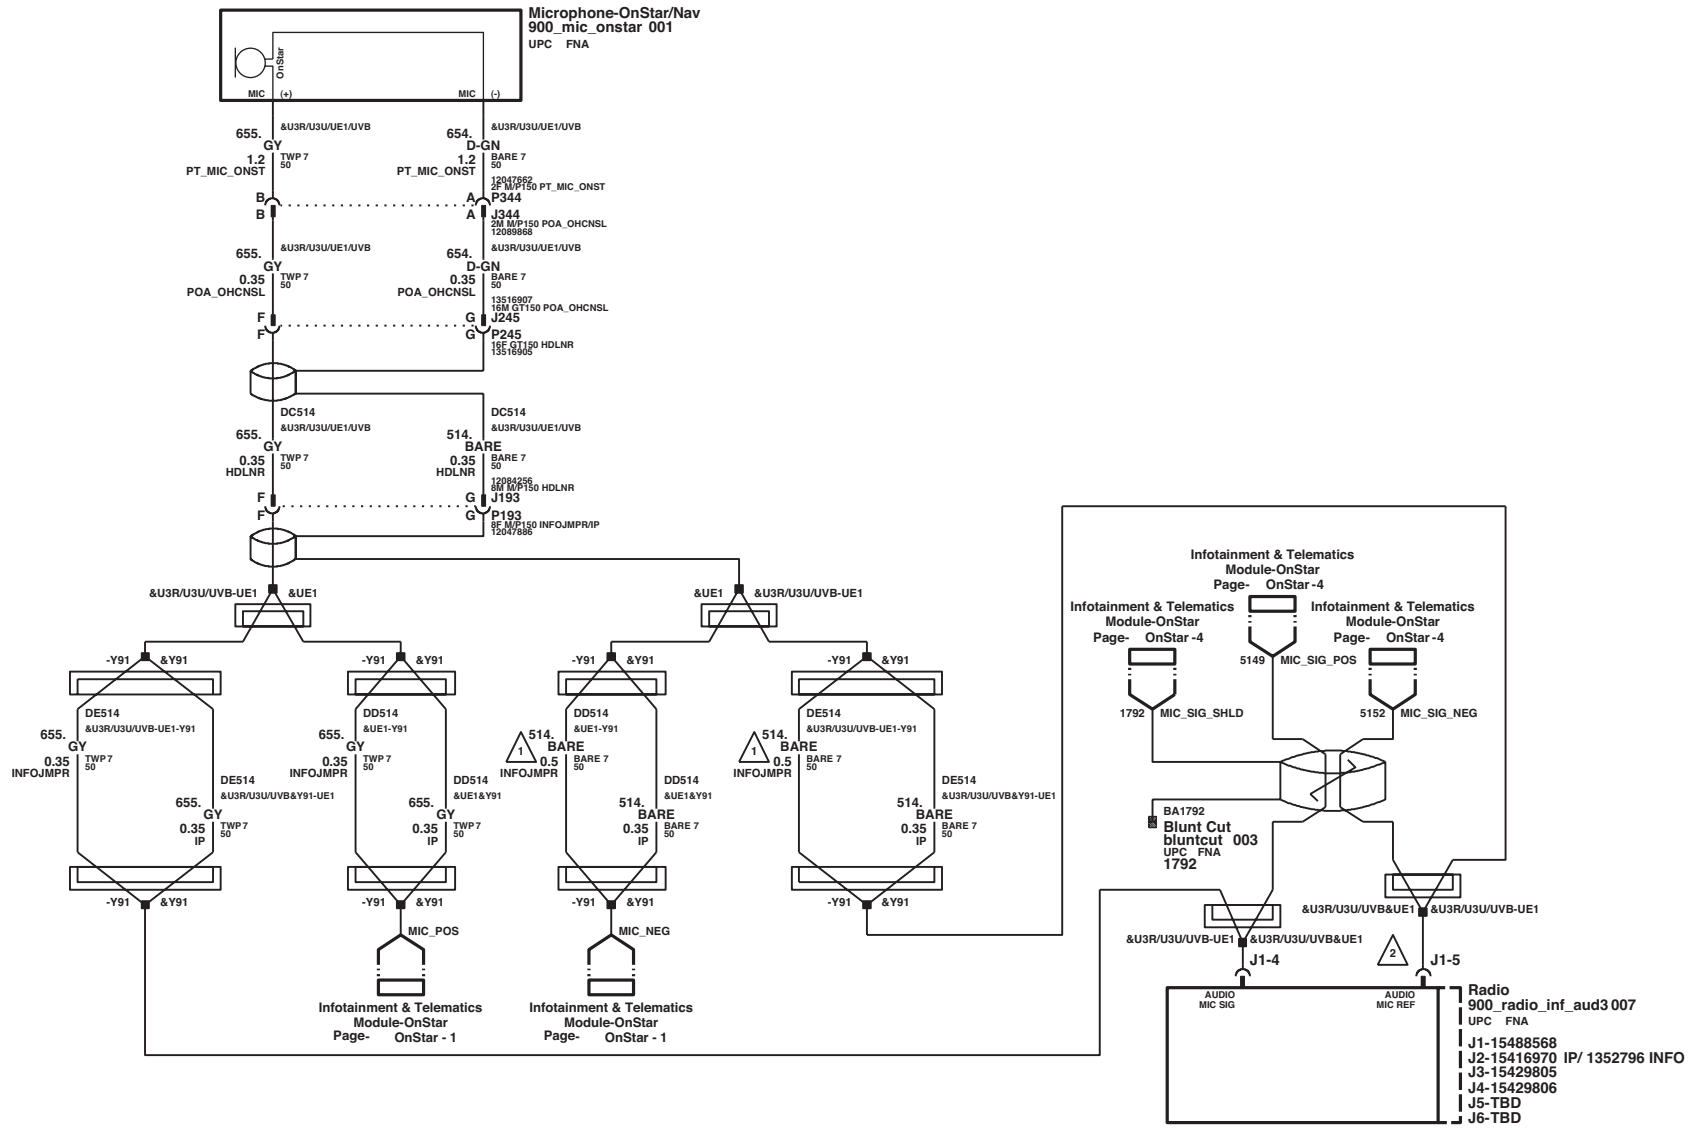 Microphone-OnStar/Nav
900_mic_onstar 001
UPC FNA
OnStar
MIC (+)
MIC (-)
655.
GY
1.2
PT_MIC_ONST
&U3R/U3U/UE1/UVB
TWP 7
50
654.
D-GN
1.2
PT_MIC_ONST
&U3R/U3U/UE1/UVB
BARE 7
50
12047662
2F M/P150 PT_MIC_ONST
B
B
A P344
A J344
2M M/P150 POA_OHCNSL
12089868
655.
GY
0.35
POA_OHCNSL
&U3R/U3U/UE1/UVB
TWP 7
50
654.
D-GN
0.35
POA_OHCNSL
&U3R/U3U/UE1/UVB
BARE 7
50
13516907
16M GT150 POA_OHCNSL
F
F
G J245
G P245
16F GT150 HDLNR
13516905
DC514
&U3R/U3U/UE1/UVB
655.
GY
0.35
HDLNR
TWP 7
50
DC514
&U3R/U3U/UE1/UVB
514.
BARE
0.35
HDLNR
BARE 7
50
12084256
8M M/P150 HDLNR
F
F
G J193
G P193
8F M/P150 INFOJMPR/IP
12047886
&U3R/U3U/UVB-UE1 &UE1
&UE1 &U3R/U3U/UVB-UE1
-Y91 &Y91
-Y91 &Y91
-Y91 &Y91
-Y91 &Y91
DE514
&U3R/U3U/UVB-UE1-Y91
655.
GY
0.35
INFOJMPR
TWP 7
50
DE514
&U3R/U3U/UVB&Y91-UE1
655.
GY
0.35
IP
TWP 7
50
DD514
&UE1-Y91
655.
GY
0.35
INFOJMPR
TWP 7
50
DD514
&UE1&Y91
655.
GY
0.35
IP
TWP 7
50
DD514
&UE1-Y91
1
514.
BARE
0.5
INFOJMPR
BARE 7
50
DD514
&UE1&Y91
514.
BARE
0.35
IP
BARE 7
50
DE514
&U3R/U3U/UVB-UE1-Y91
1
514.
BARE
0.5
INFOJMPR
BARE 7
50
DE514
&U3R/U3U/UVB&Y91-UE1
514.
BARE
0.35
IP
BARE 7
50
-Y91 &Y91
-Y91 &Y91
-Y91 &Y91
-Y91 &Y91
MIC_POS
Infotainment & Telematics
Module-OnStar
Page- OnStar - 1
MIC_NEG
Infotainment & Telematics
Module-OnStar
Page- OnStar - 1
Infotainment & Telematics
Module-OnStar
Page- OnStar -4
5149 MIC_SIG_POS
Infotainment & Telematics
Module-OnStar
Page- OnStar -4
1792 MIC_SIG_SHLD
Infotainment & Telematics
Module-OnStar
Page- OnStar -4
5152 MIC_SIG_NEG
BA1792
Blunt Cut
bluntcut 003
UPC FNA
1792
&U3R/U3U/UVB&UE1 &U3R/U3U/UVB-UE1
&U3R/U3U/UVB-UE1 &U3R/U3U/UVB&UE1
2
J1-4
J1-5
AUDIO
MIC SIG
AUDIO
MIC REF
Radio
900_radio_inf_aud3 007
UPC FNA
J1-15488568
J2-15416970 IP/ 1352796 INFO
J3-15429805
J4-15429806
J5-TBD
J6-TBD